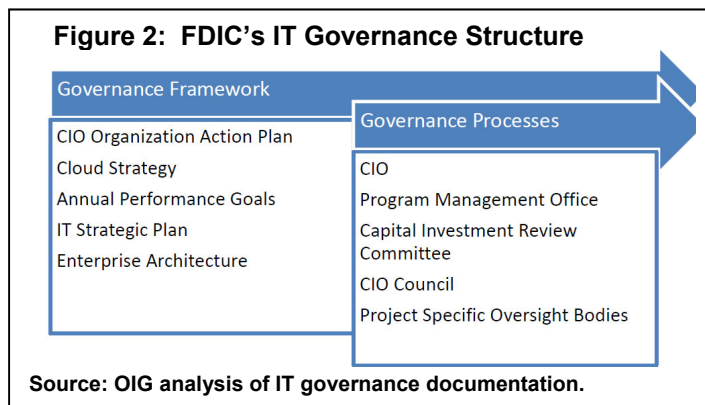 Figure 2: FDIC's IT Governance Structure
Governance Framework
CIO Organization Action Plan
Cloud Strategy
Annual Performance Goals
IT Strategic Plan
Enterprise Architecture
Governance Processes
CIO
Program Management Office
Capital Investment Review
Committee
CIO Council
Project Specific Oversight Bodies
Source: OIG analysis of IT governance documentation.